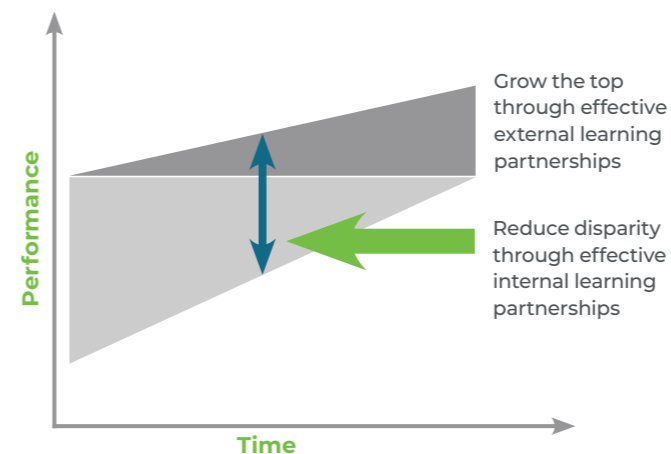 Grow the top
through effective
external learning
partnerships
Performance
Reduce disparity
through effective
internal learning
partnerships
Time